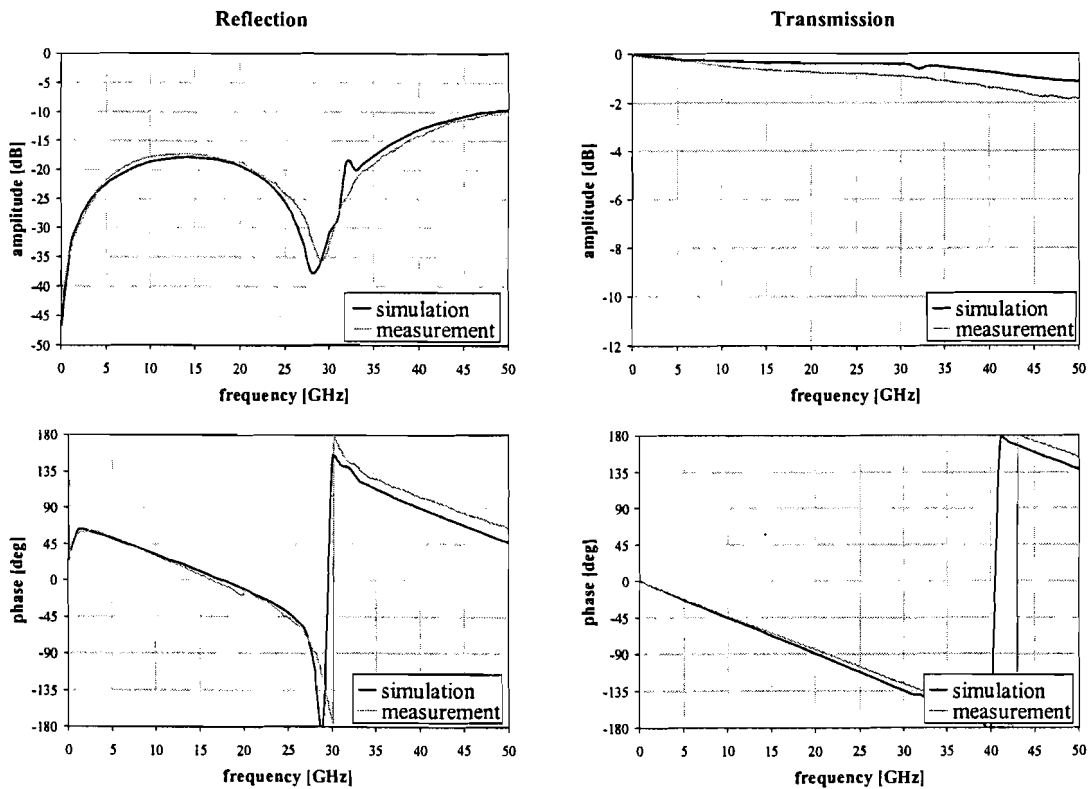 Reflection
0
-5
-10
-15
-20
-25
-30
-35
-40
-45
-50
amplitude [dB]
simulation
measurement
0 5 10 15 20 25 30 35 40 45 50
frequency [GHz]
Transmission
0
-2
-4
-6
-8
-10
-12
amplitude [dB]
simulation
measurement
0 5 10 15 20 25 30 35 40 45 50
frequency [GHz]
180
135
90
45
0
-45
-90
-135
-180
phase [deg]
simulation
measurement
0 5 10 15 20 25 30 35 40 45 50
frequency [GHz]
180
135
90
45
0
-45
-90
-135
-180
phase [deg]
simulation
measurement
0 5 10 15 20 25 30 35 40 45 50
frequency [GHz]